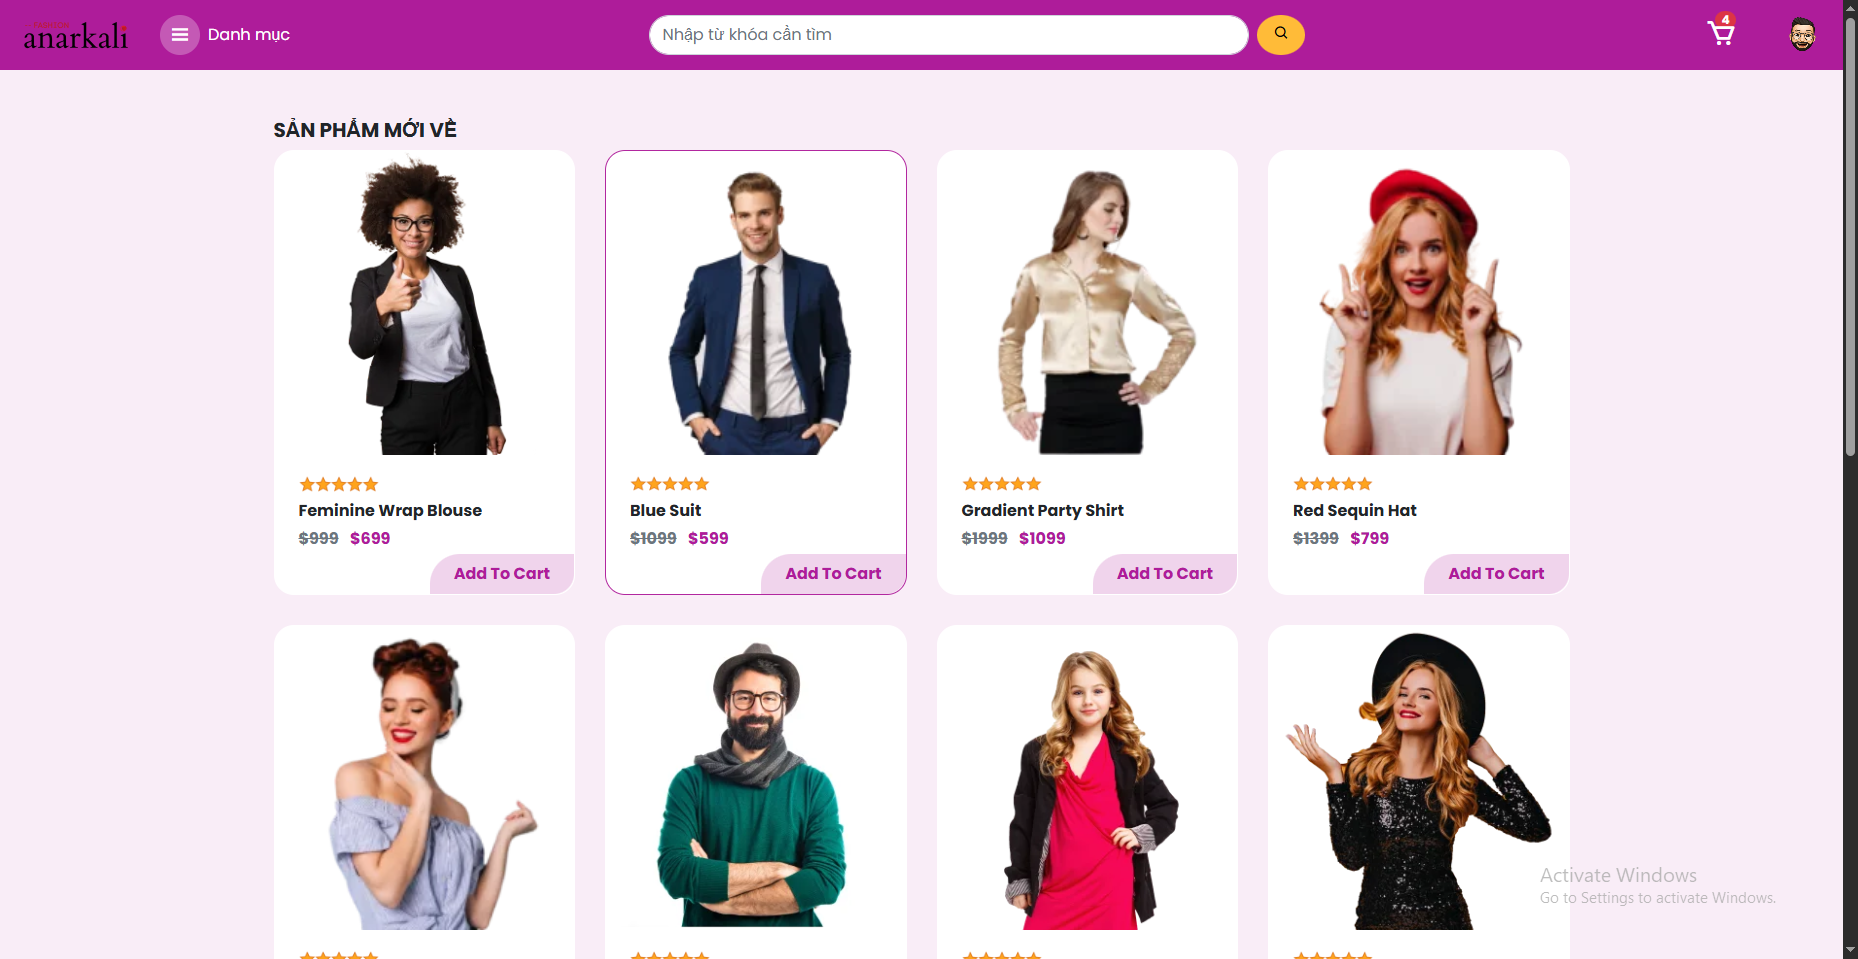 anarkali
Danh mục
Nhập từ khóa cần tìm
4
SẢN PHẨM MỚI VỀ
Feminine Wrap Blouse
$999 $699
Add To Cart
Blue Suit
$1099 $599
Add To Cart
Gradient Party Shirt
$1999 $1099
Add To Cart
Red Sequin Hat
$1399 $799
Add To Cart
Activate Windows
Go to Settings to activate Windows.